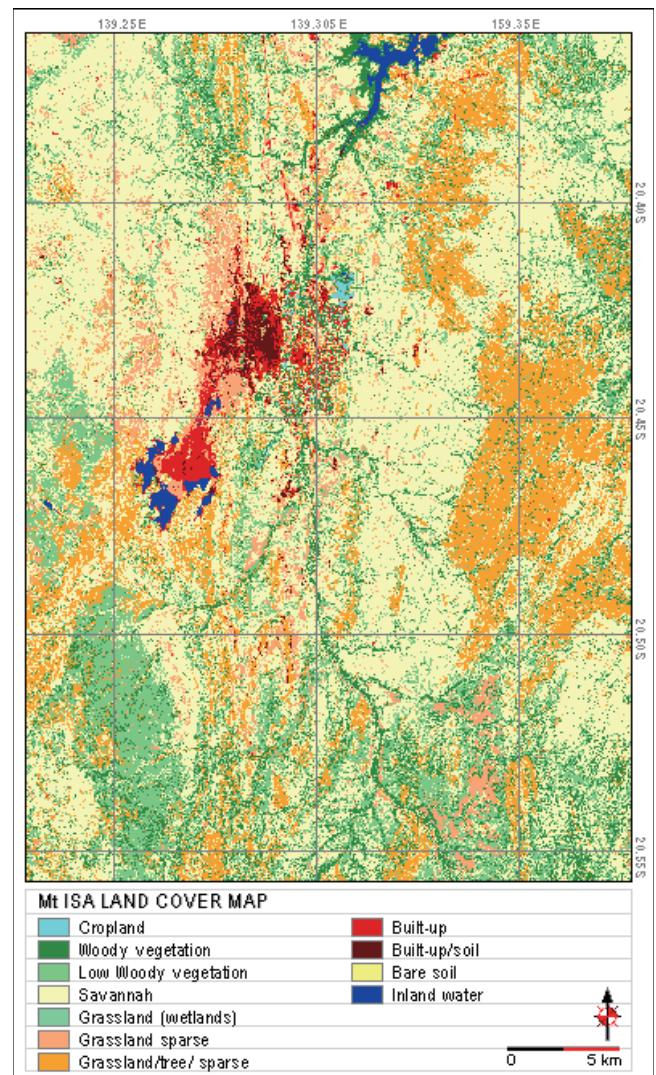 139.25E 139.305E 159.35E
20.40S
20.45S
20.50S
20.55S
Mt ISA LAND COVER MAP
Cropland
Woody vegetation
Low Woody vegetation
Savannah
Grassland (wetlands)
Grassland sparse
Grassland/tree/ sparse
Built-up
Built-up/soil
Bare soil
Inland water
0 5 km